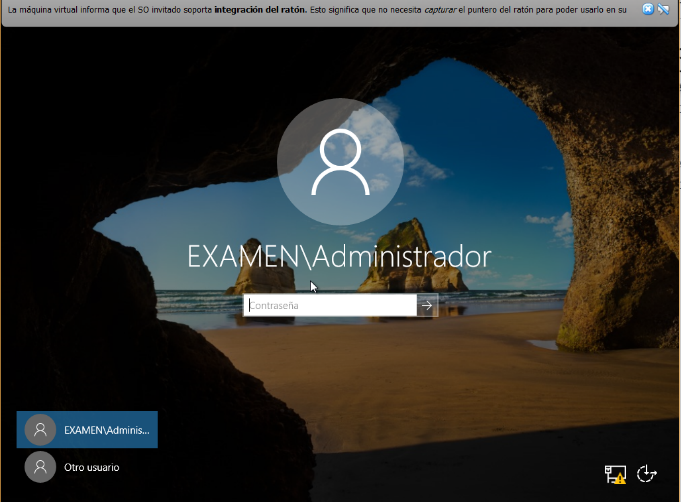 La máquina virtual informa que el SO invitado soporta integración del ratón. Esto significa que no necesita capturar el puntero del ratón para poder usarlo en su
EXAMEN\Administrador
Contraseña
EXAMEN\Adminis...
Otro usuario